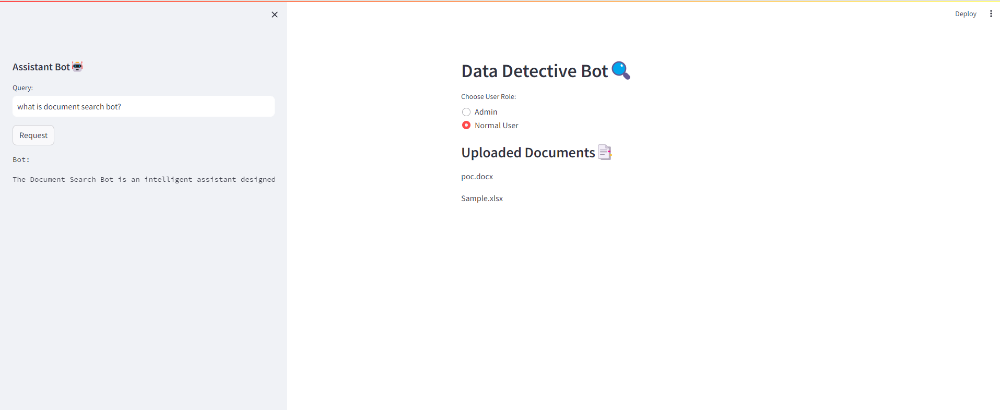 Deploy
Assistant Bot
Query:
what is document search bot?
Request
Bot:
The Document Search Bot is an intelligent assistant designed
Data Detective Bot
Choose User Role:
Admin
Normal User
Uploaded Documents
poc.docx
Sample.xlsx